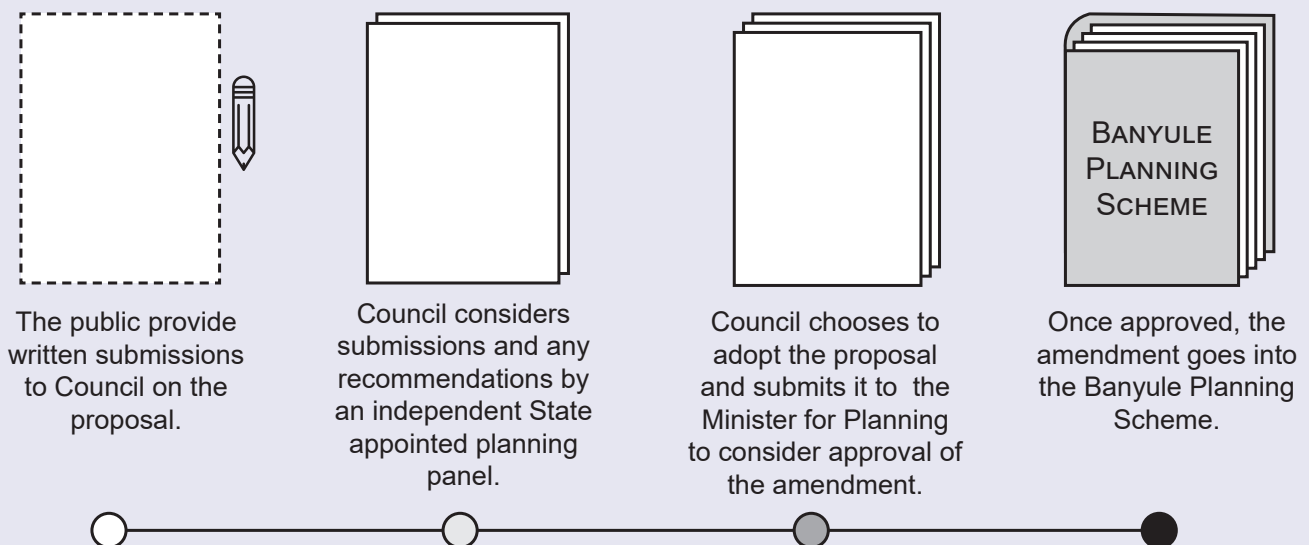 BANYULE
PLANNING
SCHEME
The public provide
written submissions
to Council on the
proposal.
Council considers
submissions and any
recommendations by
an independent State
appointed planning
panel.
Council chooses to
adopt the proposal
and submits it to  the
Minister for Planning
to consider approval of
the amendment.
Once approved, the
amendment goes into
the Banyule Planning
Scheme.